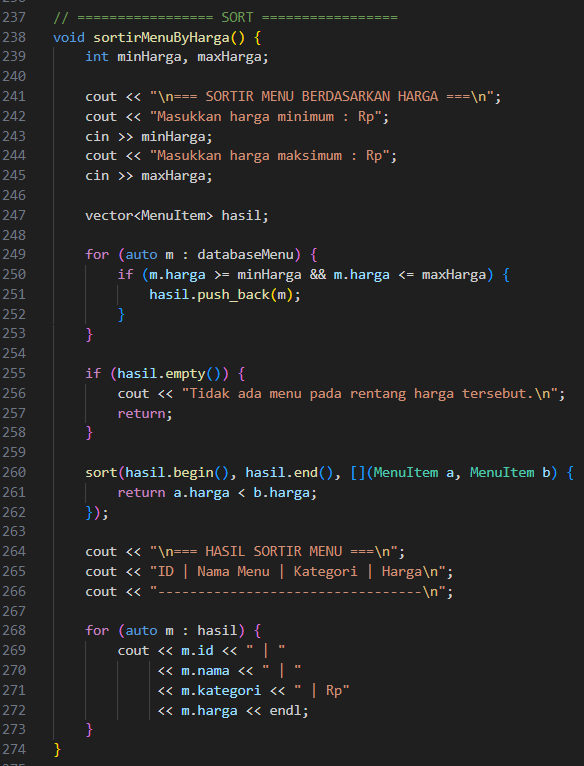 237 // ================= SORT =================
238 void sortirMenuByHarga() {
239     int minHarga, maxHarga;
240
241     cout << "\n=== SORTIR MENU BERDASARKAN HARGA ===\n";
242     cout << "Masukkan harga minimum : Rp";
243     cin >> minHarga;
244     cout << "Masukkan harga maksimum : Rp";
245     cin >> maxHarga;
246
247     vector<MenuItem> hasil;
248
249     for (auto m : databaseMenu) {
250         if (m.harga >= minHarga && m.harga <= maxHarga) {
251             hasil.push_back(m);
252         }
253     }
254
255     if (hasil.empty()) {
256         cout << "Tidak ada menu pada rentang harga tersebut.\n";
257         return;
258     }
259
260     sort(hasil.begin(), hasil.end(), [](MenuItem a, MenuItem b) {
261         return a.harga < b.harga;
262     });
263
264     cout << "\n=== HASIL SORTIR MENU ===\n";
265     cout << "ID | Nama Menu | Kategori | Harga\n";
266     cout << "---------------------------------\n";
267
268     for (auto m : hasil) {
269         cout << m.id << " | "
270              << m.nama << " | "
271              << m.kategori << " | Rp"
272              << m.harga << endl;
273     }
274 }